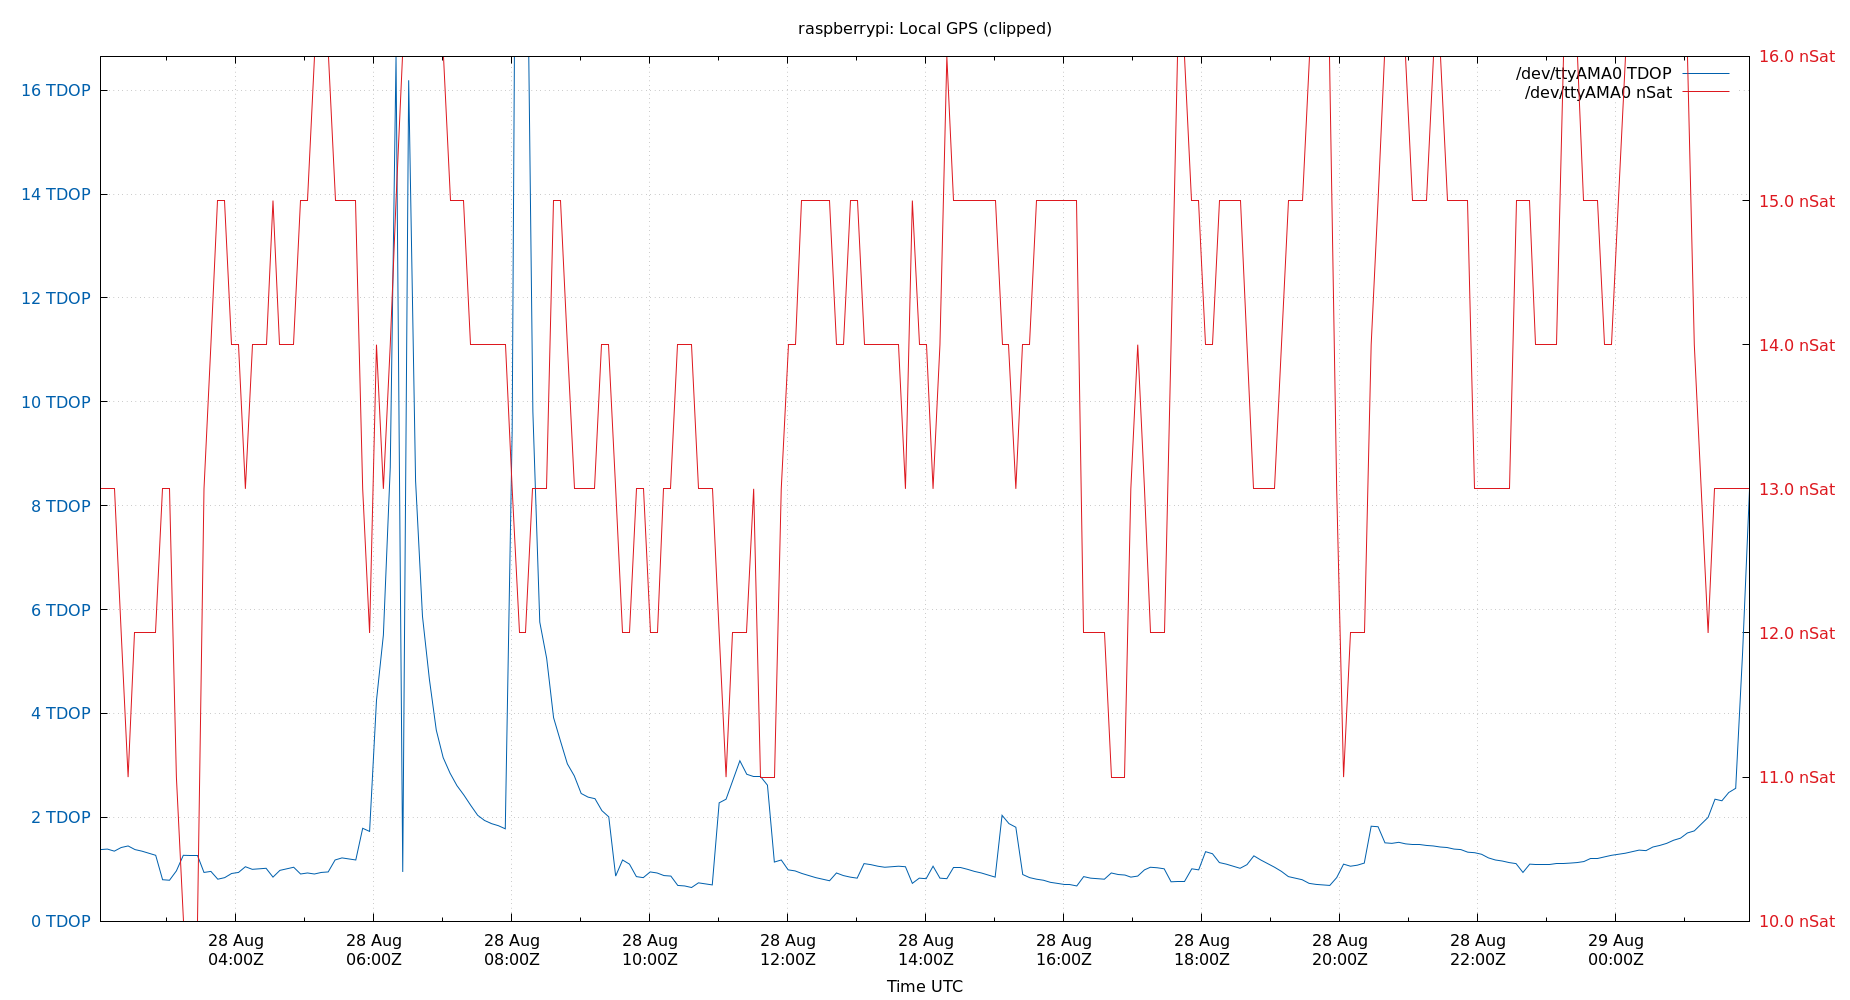 raspberrypi: Local GPS (clipped)
16.0 nSat
/dev/ttyAMA0 TDOP
/dev/ttyAMA0 nSat
16 TDOP
14 TDOP
15.0 nSat
12 TDOP
14.0 nSat
10 TDOP
8 TDOP
13.0 nSat
6 TDOP
12.0 nSat
4 TDOP
11.0 nSat
2 TDOP
0 TDOP
10.0 nSat
28 Aug 28 Aug 28 Aug 28 Aug 28 Aug 28 Aug 28 Aug 28 Aug 28 Aug 28 Aug 29 Aug
04:00Z 06:00Z 08:00Z 10:00Z 12:00Z 14:00Z 16:00Z 18:00Z 20:00Z 22:00Z 00:00Z
Time UTC